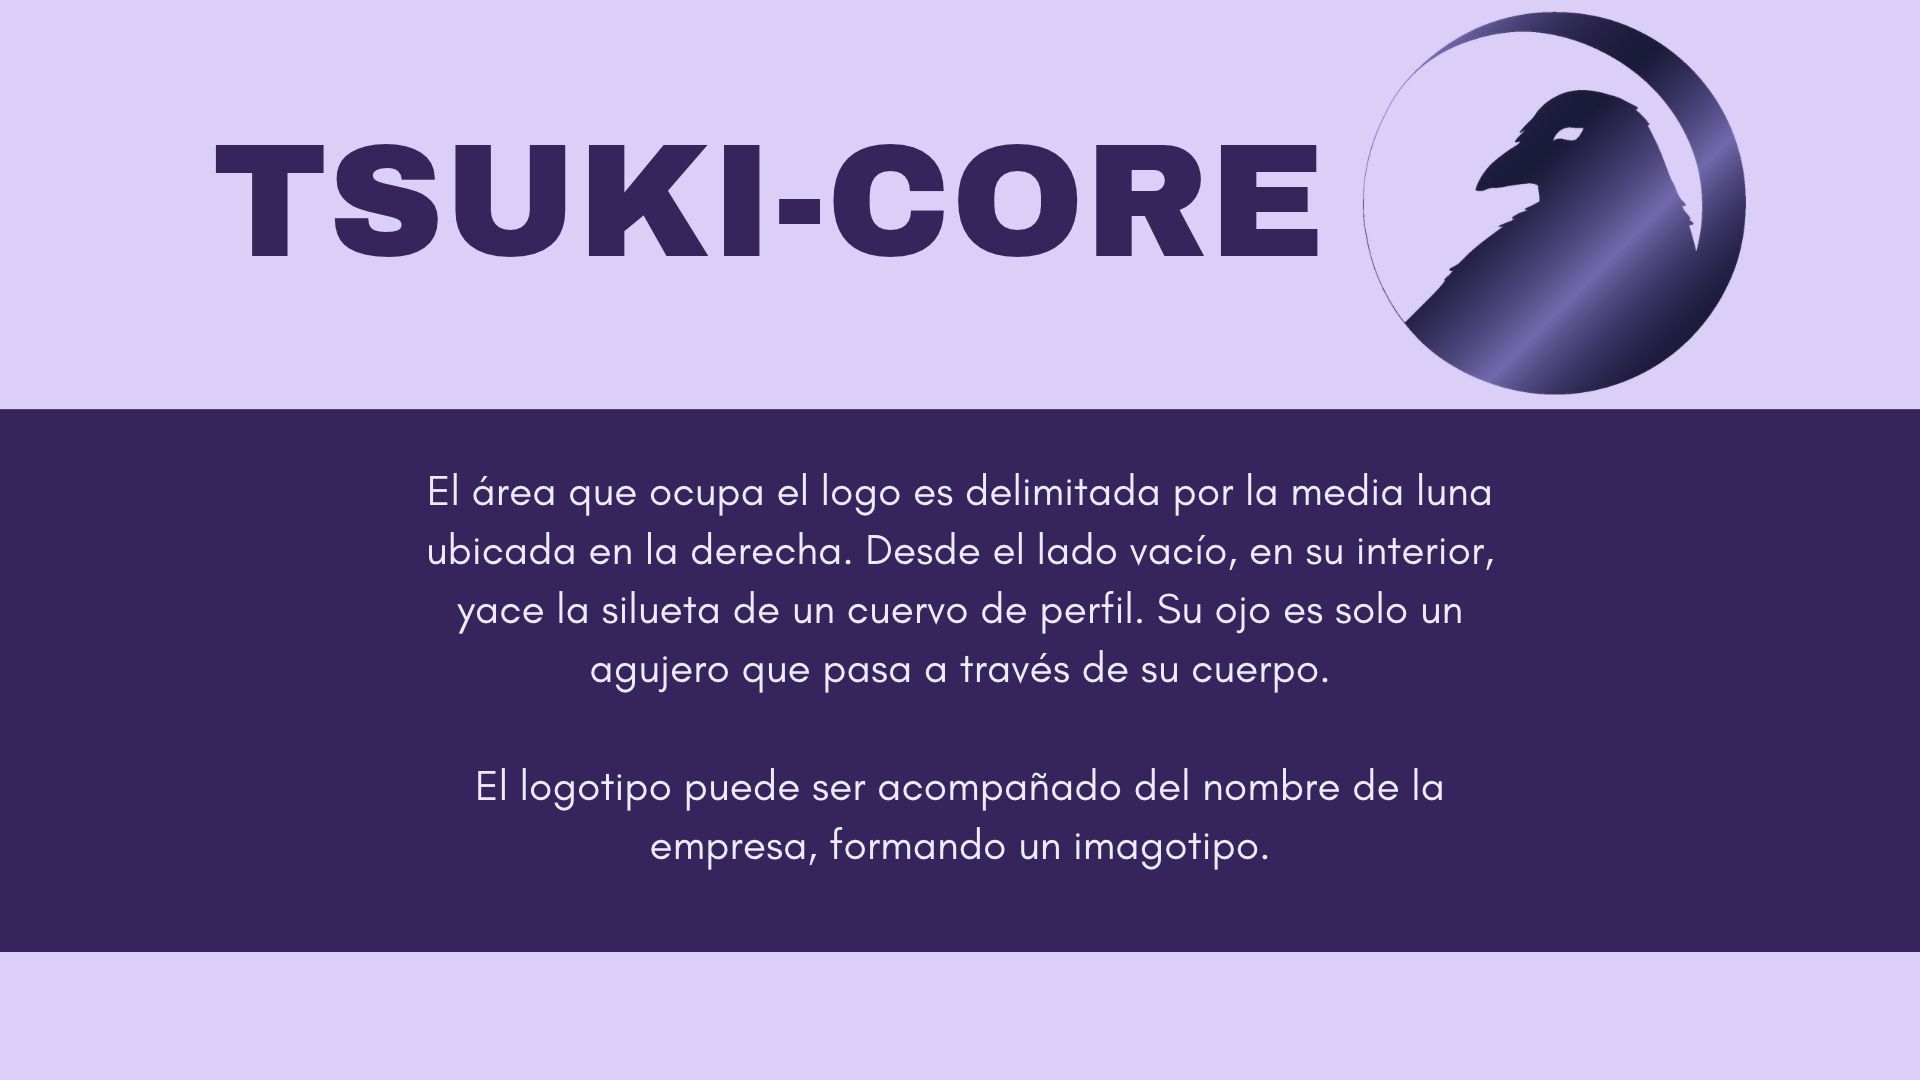 TSUKI-CORE
El área que ocupa el logo es delimitada por la media luna
ubicada en la derecha. Desde el lado vacío, en su interior,
yace la silueta de un cuervo de perfil. Su ojo es solo un
agujero que pasa a través de su cuerpo.
El logotipo puede ser acompañado del nombre de la
empresa, formando un imagotipo.